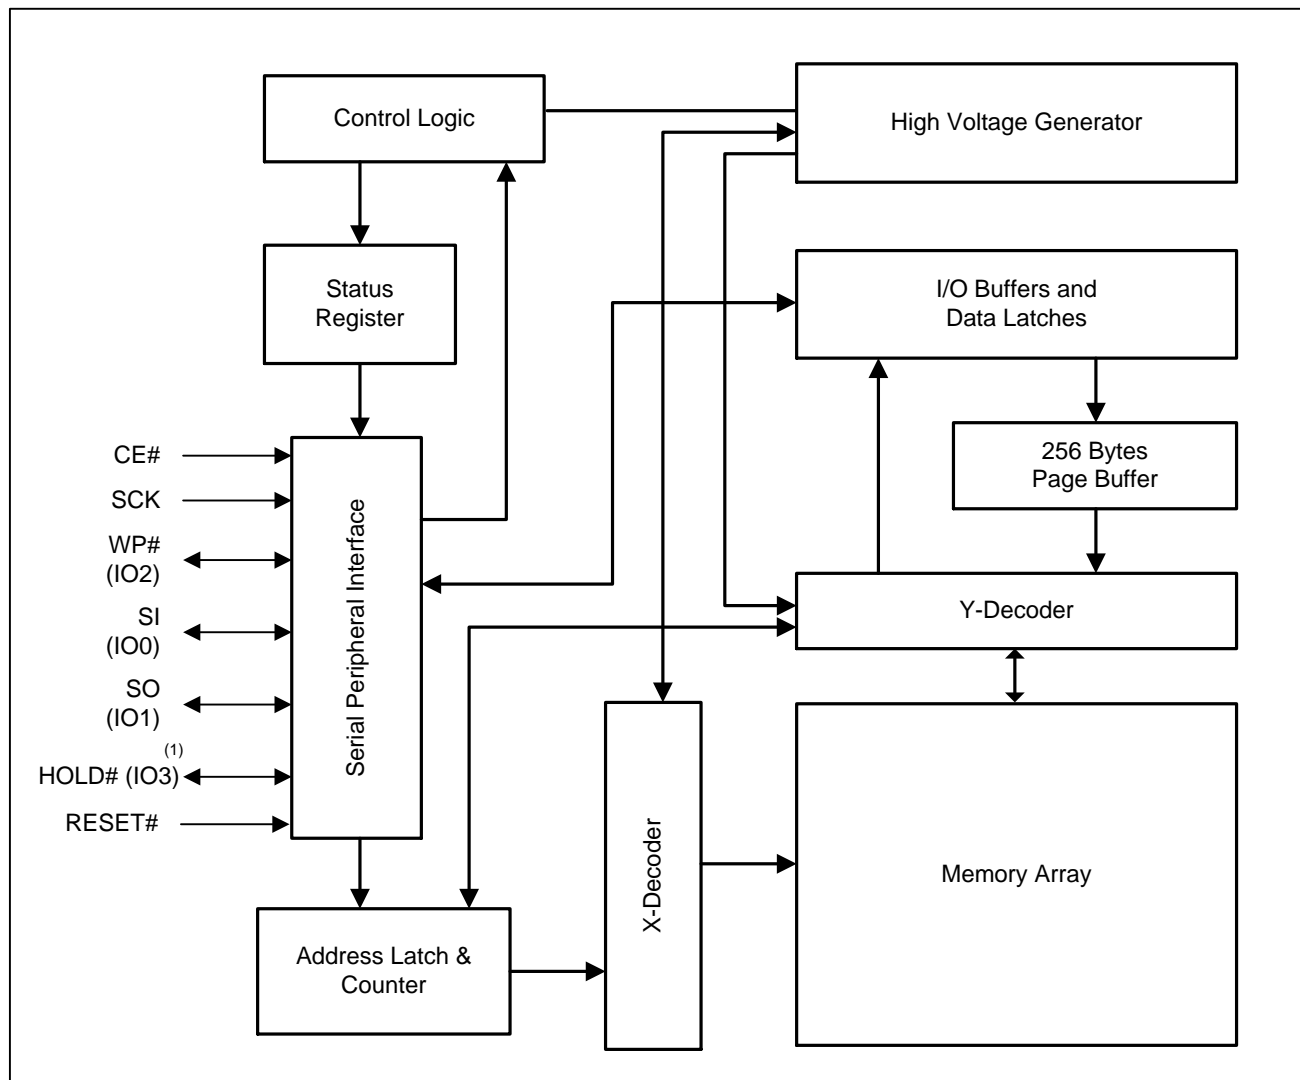 Control Logic
High Voltage Generator
Status
Register
I/O Buffers and
Data Latches
256 Bytes
Page Buffer
Y-Decoder
CE#
SCK
WP#
(IO2)
SI
(IO0)
SO
(IO1)
HOLD# (IO3) (1)
RESET#
Serial Peripheral Interface
X-Decoder
Memory Array
Address Latch &
Counter